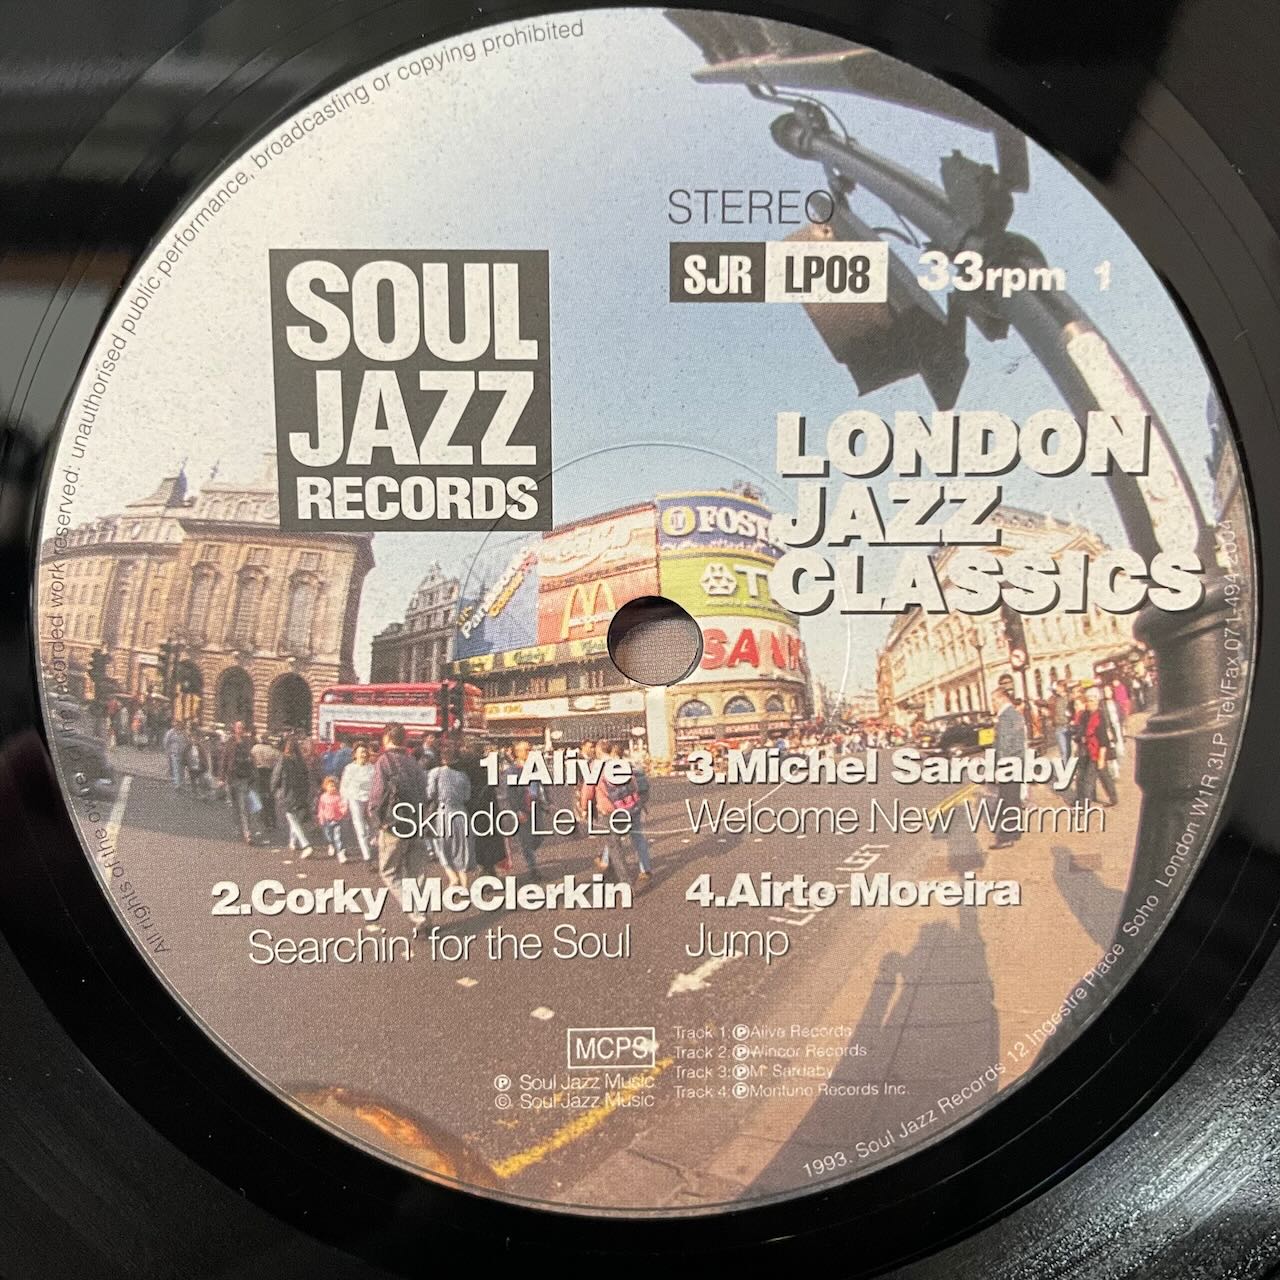 All rights of the owner of the recorded work reserved: unauthorised public performance, broadcasting or copying prohibited
STEREO
SJR LP08 33rpm 1
SOUL
JAZZ
RECORDS
LONDON
JAZZ
CLASSICS
FOST
SAN
1.Alive
Skindo Le Le
2.Corky McClerkin
Searchin' for the Soul
3.Michel Sardaby
Welcome New Warmth
4.Airto Moreira
Jump
MCPS
℗ Soul Jazz Music
© Soul Jazz Music
Track 1:℗Alive Records
Track 2:℗Wincor Records
Track 3:℗M. Sardaby
Track 4:℗Montuno Records Inc.
1993. Soul Jazz Records 12 Ingestre Place Soho London W1R 3LP Tel/Fax 071-494 2004